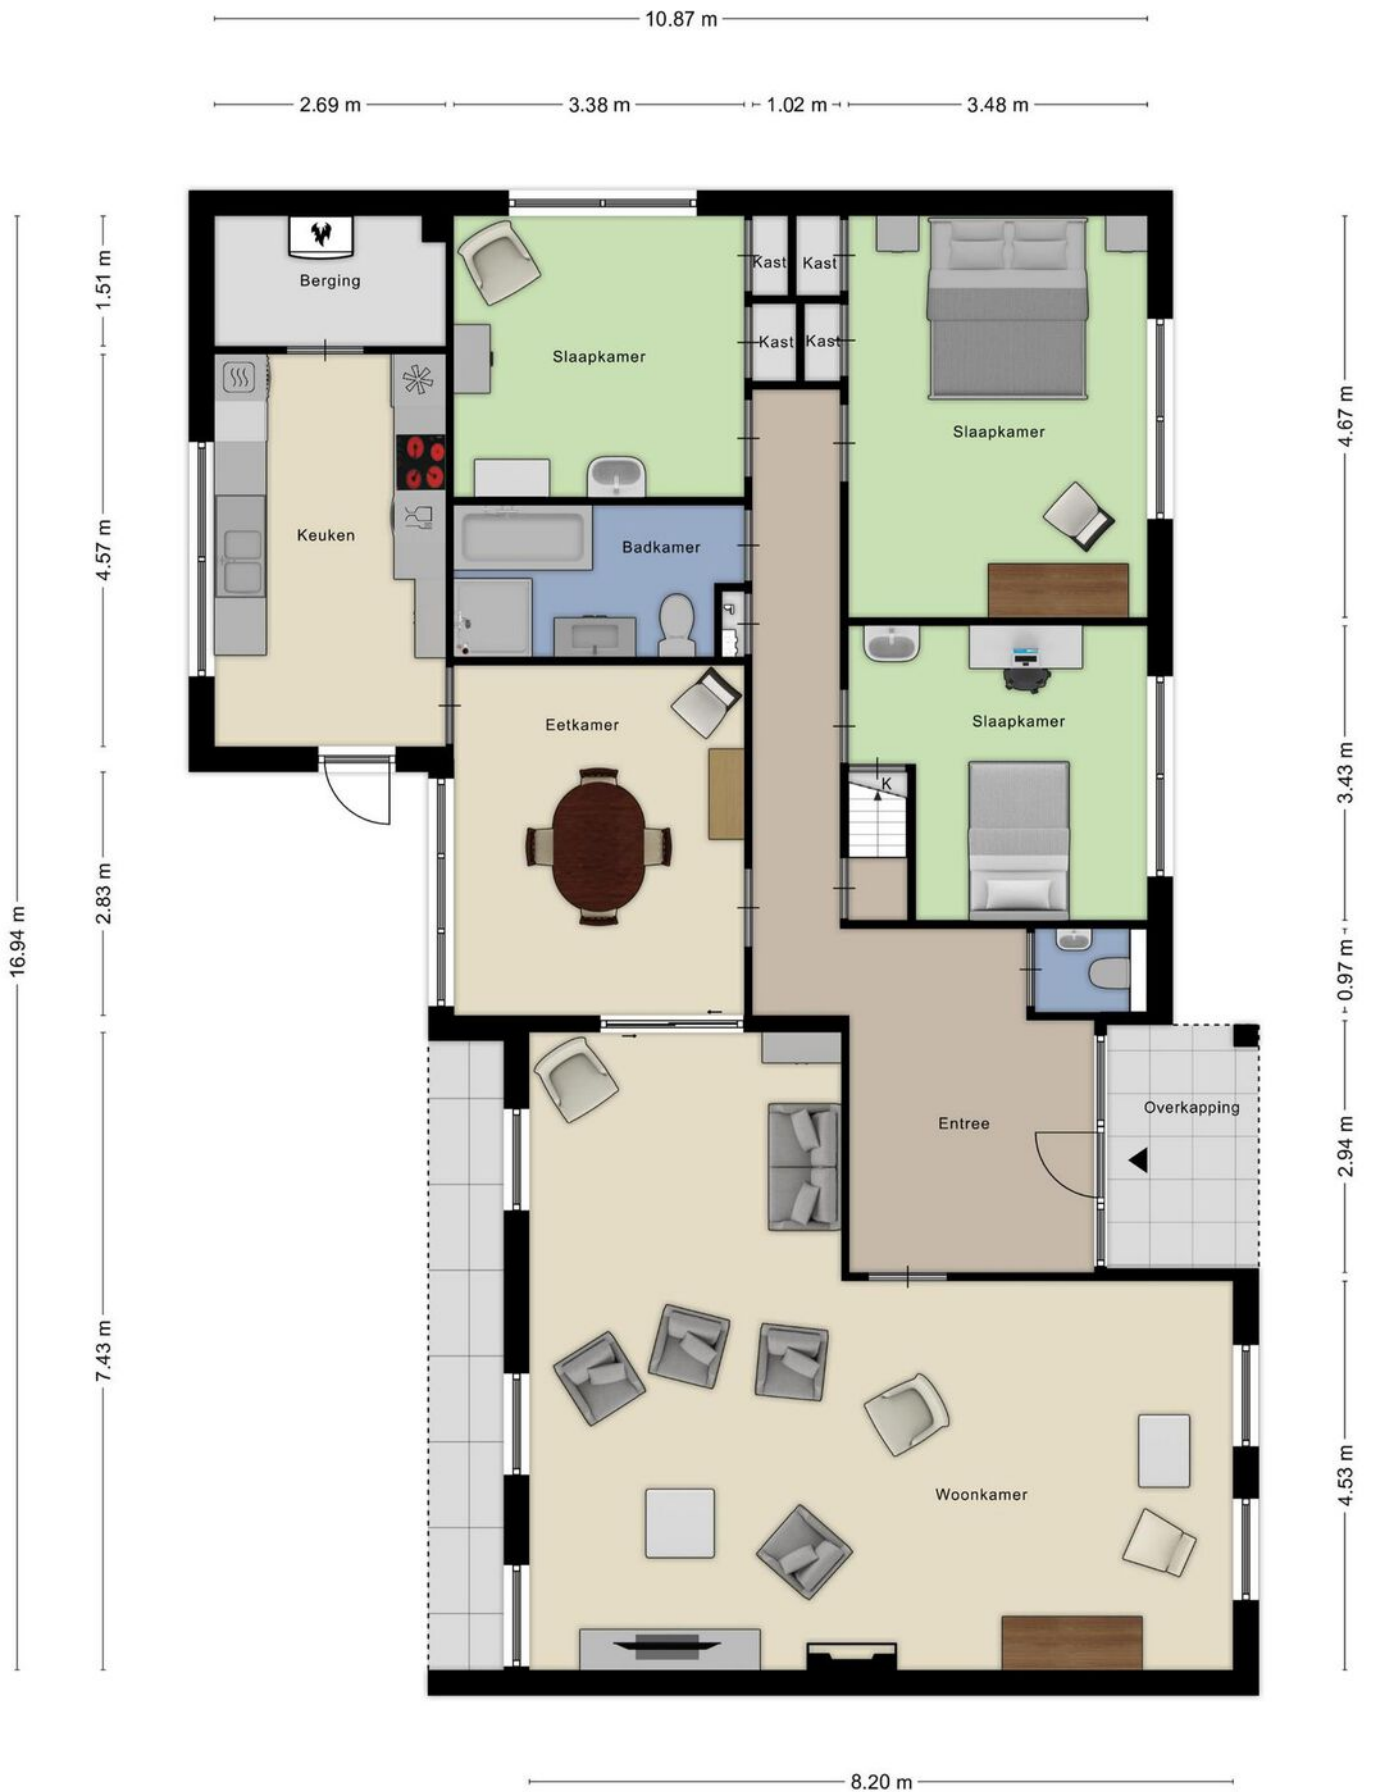 10.87 m
2.69 m
3.38 m
1.02 m
3.48 m
1.51 m
4.57 m
2.83 m
7.43 m
16.94 m
4.67 m
3.43 m
0.97 m
2.94 m
4.53 m
Berging
Kast
Kast
Kast
Kast
Slaapkamer
Slaapkamer
Keuken
Badkamer
Eetkamer
Slaapkamer
K
Overkapping
Entree
Woonkamer
8.20 m